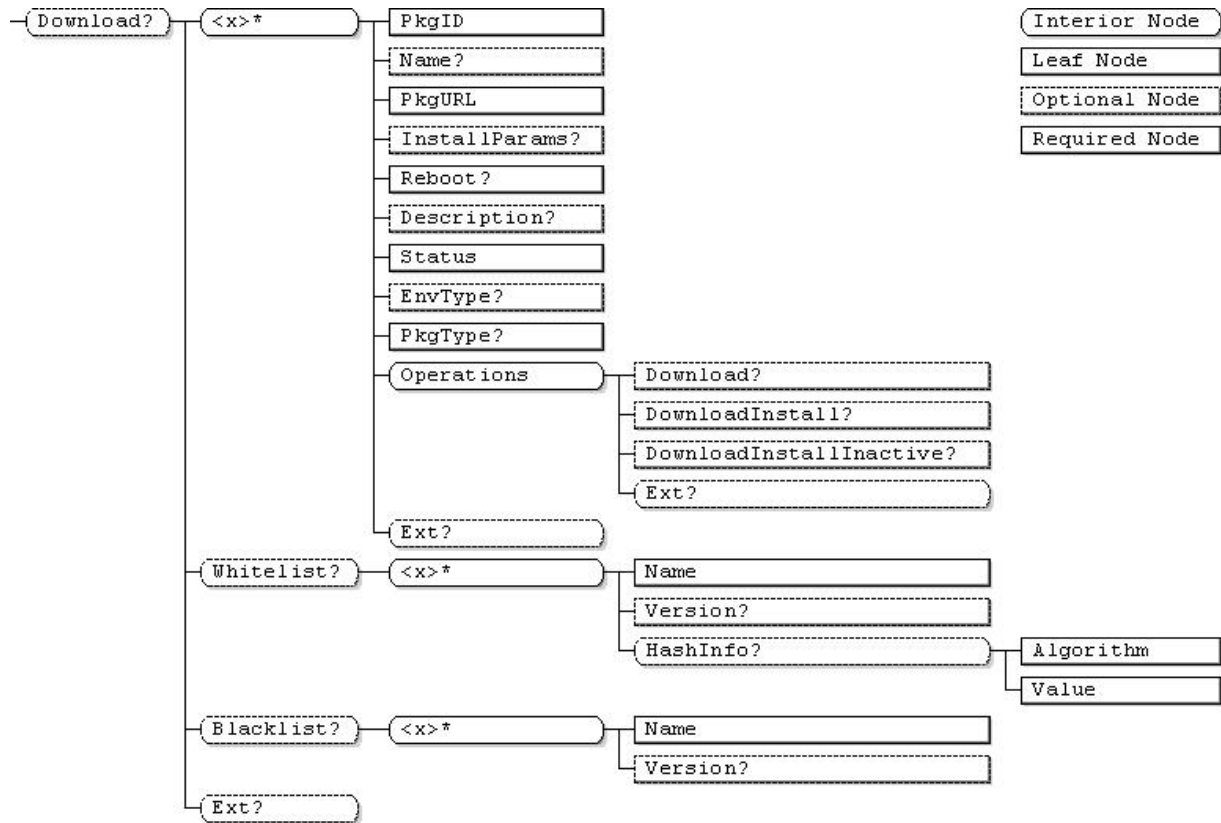 Download?
<x>*
PkgID
Interior Node
Name?
Leaf Node
PkgURL
Optional Node
InstallParams?
Required Node
Reboot?
Description?
Status
EnvType?
PkgType?
Operations
Download?
DownloadInstall?
DownloadInstallInactive?
Ext?
Ext?
Whitelist?
<x>*
Name
Version?
HashInfo?
Algorithm
Value
Blacklist?
<x>*
Name
Version?
Ext?